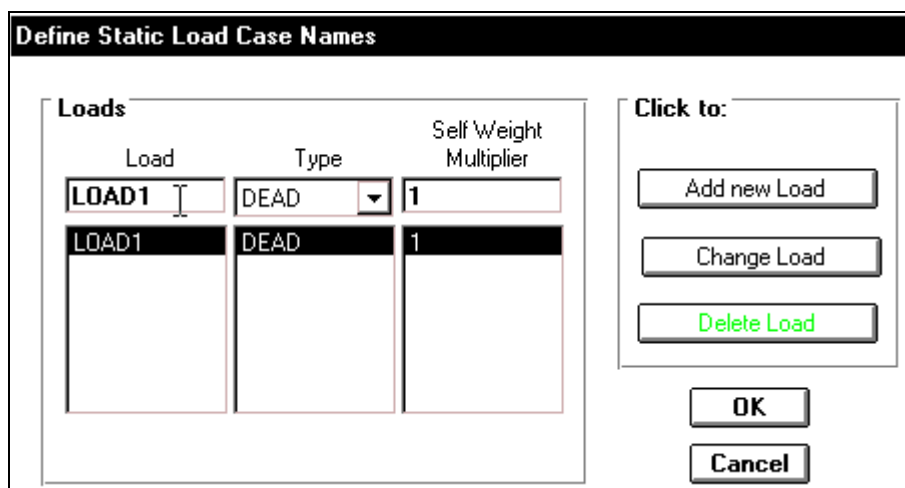 Define Static Load Case Names
Loads
Load
Type
Self Weight
Multiplier
LOAD1
DEAD
1
LOAD1
DEAD
1
Click to:
Add new Load
Change Load
Delete Load
OK
Cancel